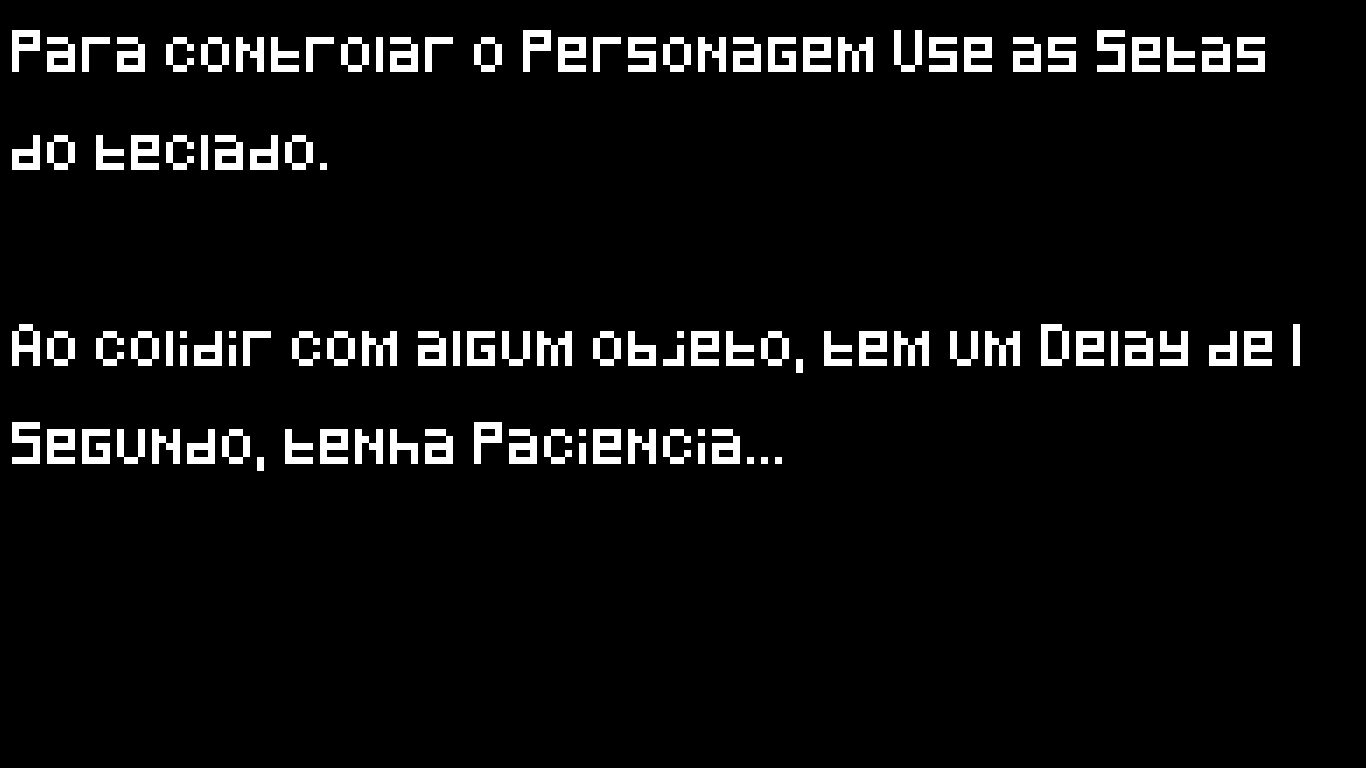 Para controlar o Personagem Use as Setas
do teclado.
Ao colidir com algum objeto, tem um Delay de 1
Segundo, tenha Paciencia...